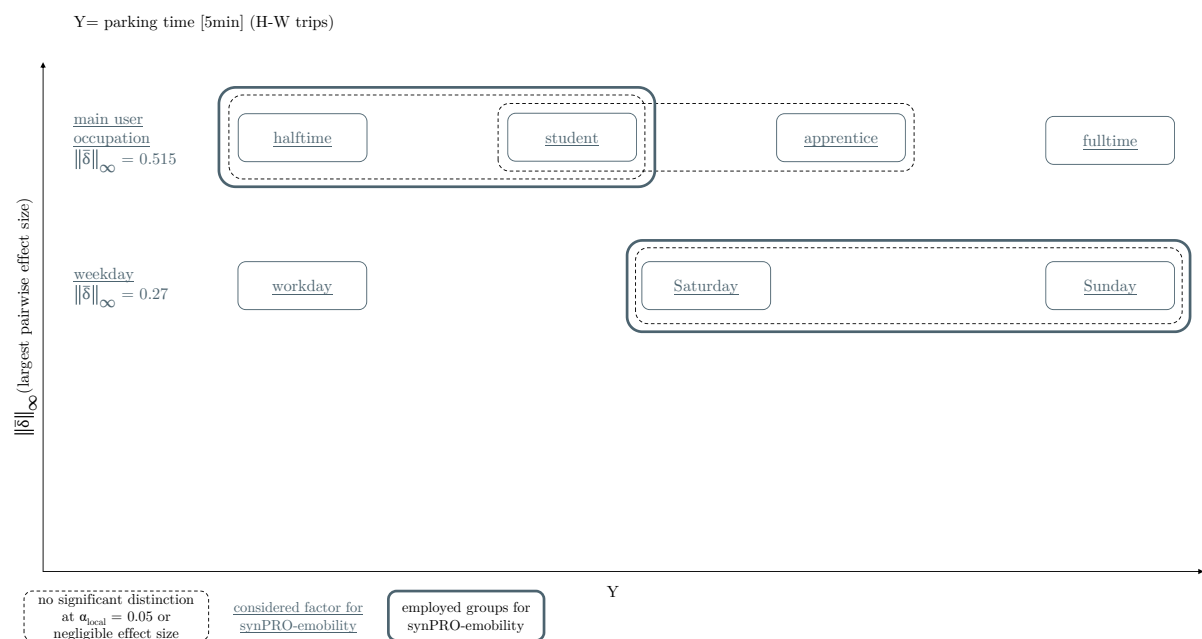 Y= parking time [5min] (H-W trips)
main user
occupation
‖δ̄‖∞ = 0.515
halftime
student
apprentice
fulltime
weekday
‖δ̄‖∞ = 0.27
workday
Saturday
Sunday
‖δ̄‖∞(largest pairwise effect size)
Y
no significant distinction
at αlocal = 0.05 or
negligible effect size
considered factor for
synPRO-emobility
employed groups for
synPRO-emobility